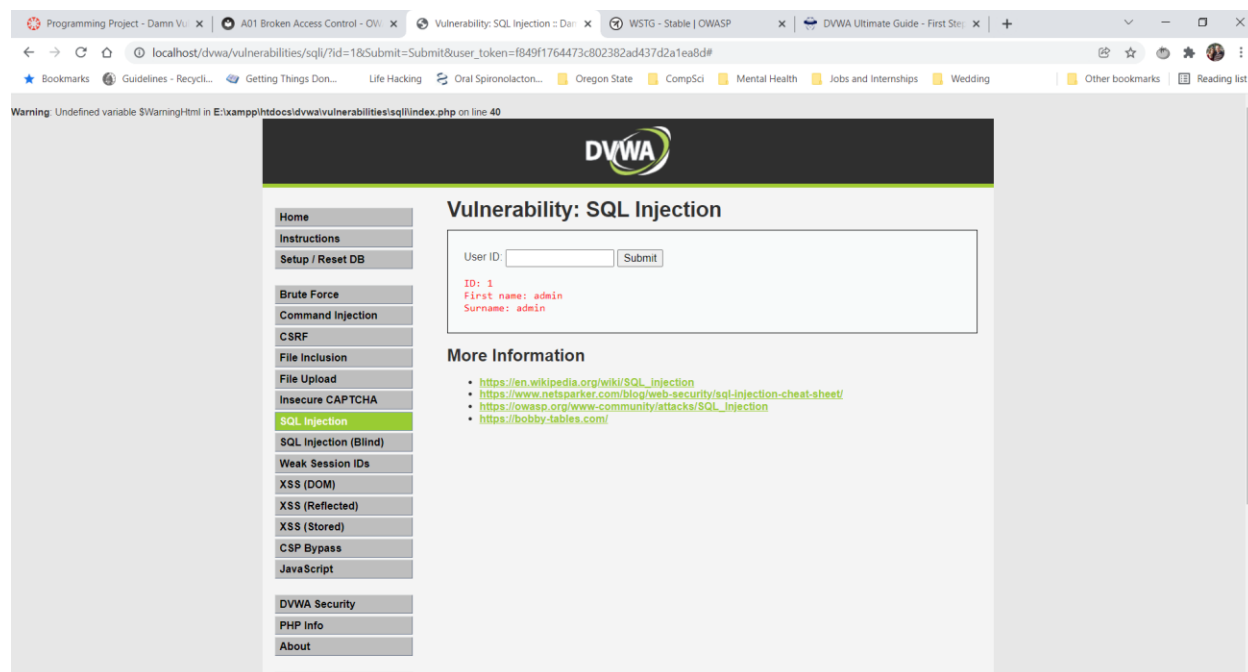 Programming Project - Damn Vu
A01 Broken Access Control - OW
Vulnerability: SQL Injection :: Dan
WSTG - Stable | OWASP
DVWA Ultimate Guide - First Step
localhost/dvwa/vulnerabilities/sqli/?id=1&Submit=Submit&user_token=f849f1764473c802382ad437d2a1ea8d#
Bookmarks Guidelines - Recycli... Getting Things Don... Life Hacking Oral Spironolacton... Oregon State CompSci Mental Health Jobs and Internships Wedding Other bookmarks Reading list
Warning: Undefined variable $WarningHtml in E:\xampp\htdocs\dvwa\vulnerabilities\sqli\index.php on line 40
DVWA
Home
Instructions
Setup / Reset DB
Brute Force
Command Injection
CSRF
File Inclusion
File Upload
Insecure CAPTCHA
SQL Injection
SQL Injection (Blind)
Weak Session IDs
XSS (DOM)
XSS (Reflected)
XSS (Stored)
CSP Bypass
JavaScript
DVWA Security
PHP Info
About
Vulnerability: SQL Injection
User ID: Submit
ID: 1
First name: admin
Surname: admin
More Information
https://en.wikipedia.org/wiki/SQL_injection
https://www.netsparker.com/blog/web-security/sql-injection-cheat-sheet/
https://owasp.org/www-community/attacks/SQL_Injection
https://bobby-tables.com/